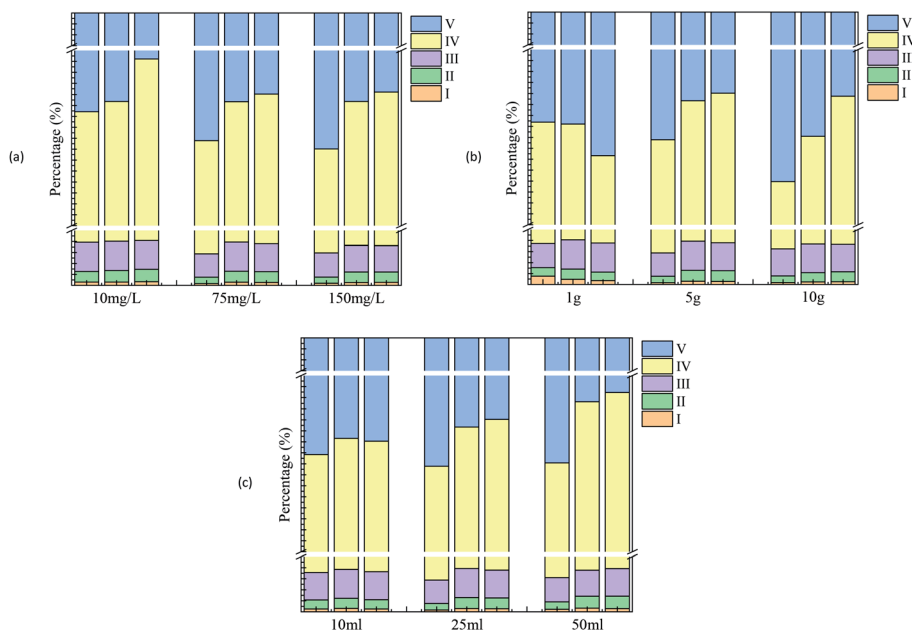 V
IV
III
II
I
Percentage (%)
(a)
10mg/L 75mg/L 150mg/L
V
IV
III
II
I
Percentage (%)
(b)
1g 5g 10g
V
IV
III
II
I
Percentage (%)
(c)
10ml 25ml 50ml